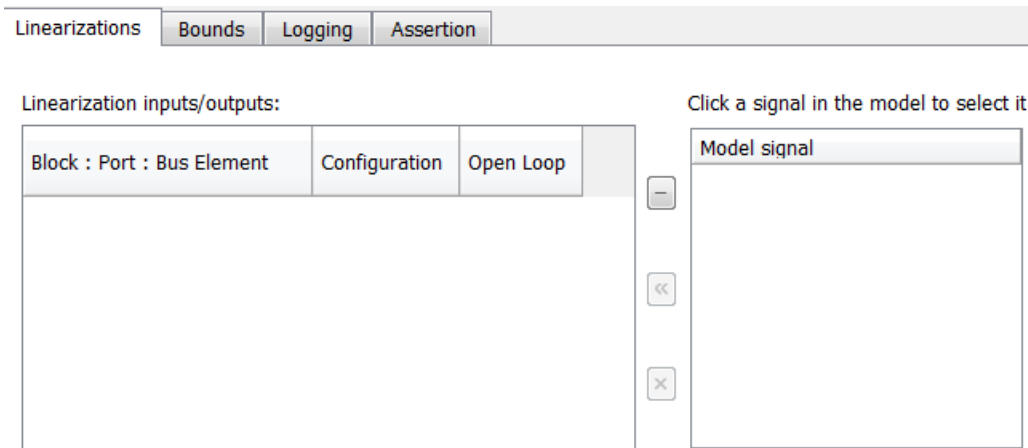 Linearizations Bounds Logging Assertion
Linearization inputs/outputs: Click a signal in the model to select it
Block : Port : Bus Element Configuration Open Loop Model signal